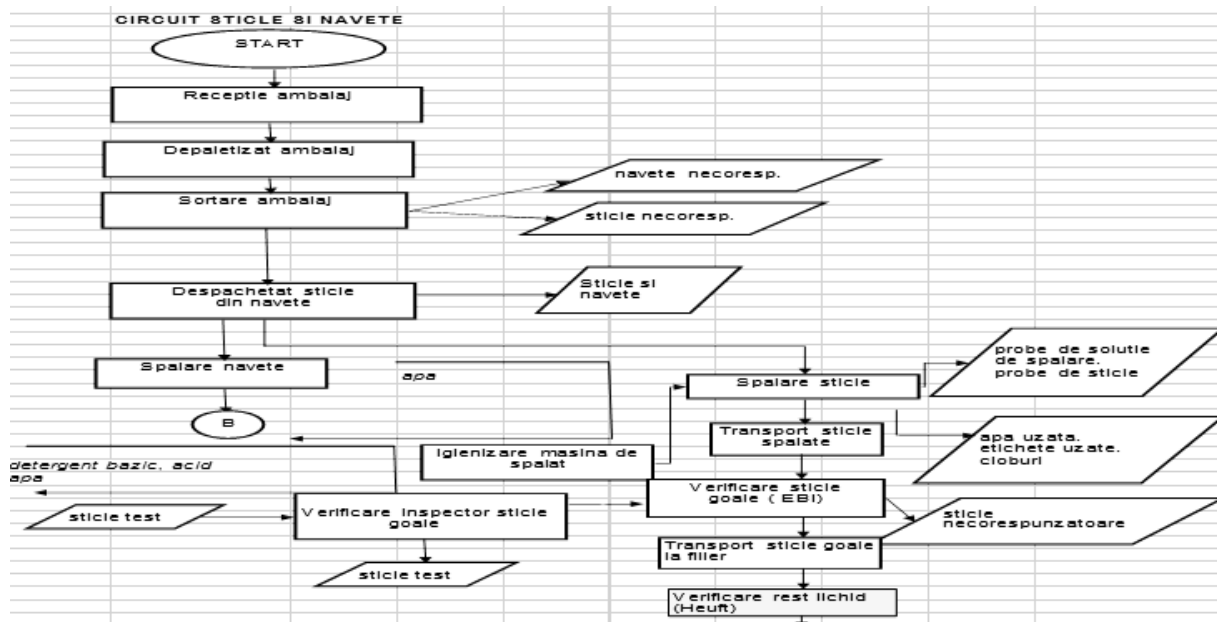 CIRCUIT STICLE SI NAVETE
START
Receptie ambalaj
Depaletizat ambalaj
navete necoresp.
Sortare ambalaj
sticle necoresp.
Despachetat sticle
din navete
Sticle si
navete
Spalare navete
apa
probe de solutie
de spalare.
probe de sticle
Spalare sticle
B
Transport sticle
spalate
apa uzata.
etichete uzate.
cioburi
Igienizare masina de
spalat
detergent bazic, acid
apa
Verificare sticle
goale ( EBI)
sticle test
Verificare inspector sticle
goale
sticle
necorespunzatoare
Transport sticle goale
la filler
sticle test
Verificare rest lichid
(Heuft)